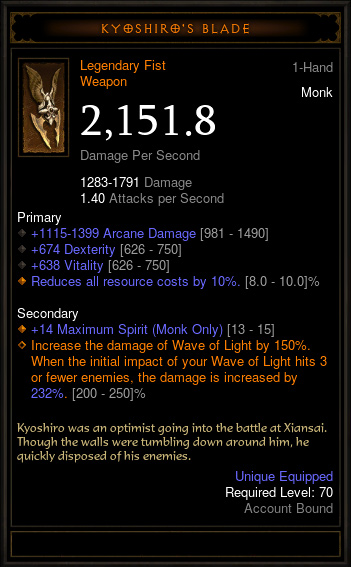 KYOSHIRO'S BLADE
Legendary Fist
Weapon
1-Hand
Monk
2,151.8
Damage Per Second
1283-1791 Damage
1.40 Attacks per Second
Primary
+1115-1399 Arcane Damage [981 - 1490]
+674 Dexterity [626 - 750]
+638 Vitality [626 - 750]
Reduces all resource costs by 10%. [8.0 - 10.0]%
Secondary
+14 Maximum Spirit (Monk Only) [13 - 15]
Increase the damage of Wave of Light by 150%.
When the initial impact of your Wave of Light hits 3
or fewer enemies, the damage is increased by
232%. [200 - 250]%
Kyoshiro was an optimist going into the battle at Xiansai.
Though the walls were tumbling down around him, he
quickly disposed of his enemies.
Unique Equipped
Required Level: 70
Account Bound